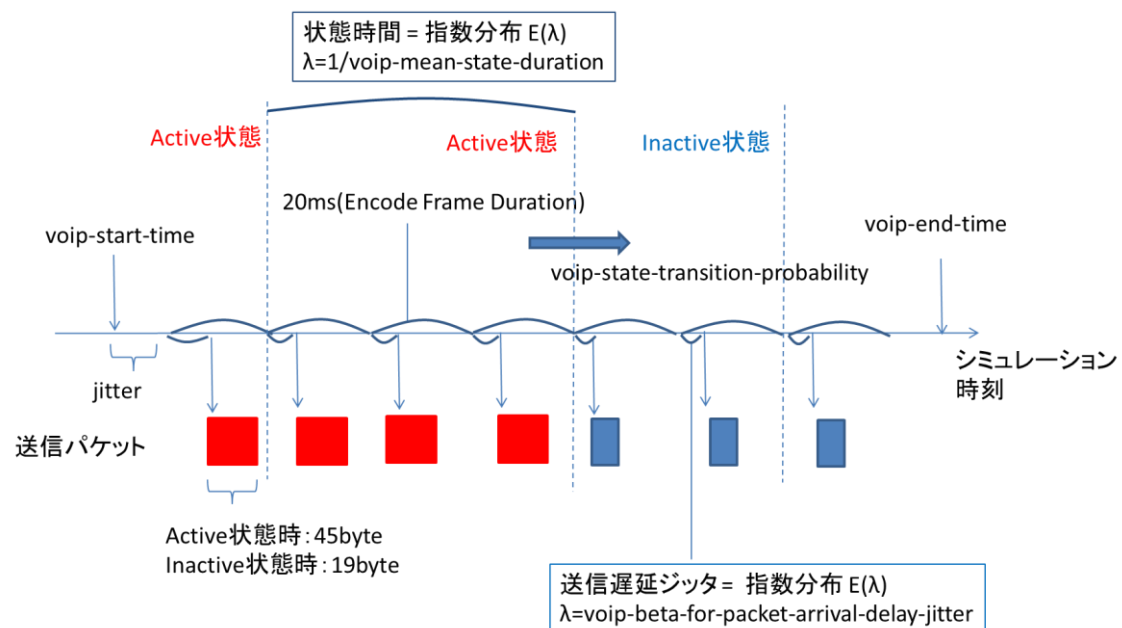 状態時間 = 指数分布 E(λ)
λ=1/voip-mean-state-duration
Active状態
Active状態
Inactive状態
20ms(Encode Frame Duration)
voip-start-time
voip-end-time
voip-state-transition-probability
jitter
シミュレーション
時刻
送信パケット
Active状態時：45byte
Inactive状態時：19byte
送信遅延ジッタ = 指数分布 E(λ)
λ=voip-beta-for-packet-arrival-delay-jitter